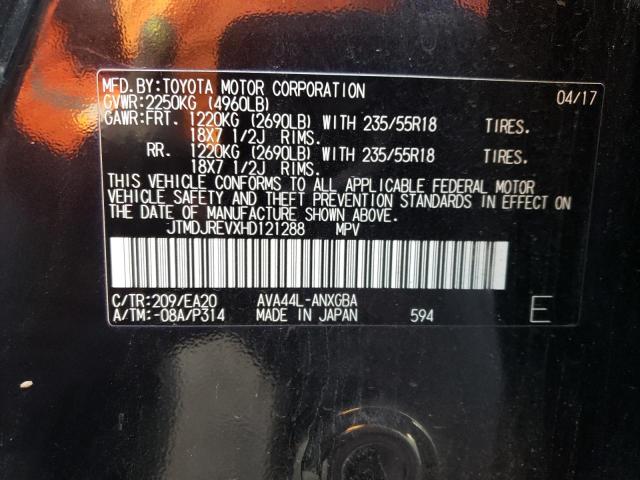 MFD.BY:TOYOTA MOTOR CORPORATION 04/17
GVWR:2250KG (4960LB)
GAWR:FRT. 1220KG (2690LB) WITH 235/55R18 TIRES.
18X7 1/2J RIMS.
RR. 1220KG (2690LB) WITH 235/55R18 TIRES.
18X7 1/2J RIMS.
THIS VEHICLE CONFORMS TO ALL APPLICABLE FEDERAL MOTOR
VEHICLE SAFETY AND THEFT PREVENTION STANDARDS IN EFFECT ON
THE DATE OF MANUFACTURE SHOWN ABOVE.
JTMDJREVXHD121288 MPV
C/TR:209/EA20 AVA44L-ANXGBA
A/TM:-08A/P314 MADE IN JAPAN 594 E